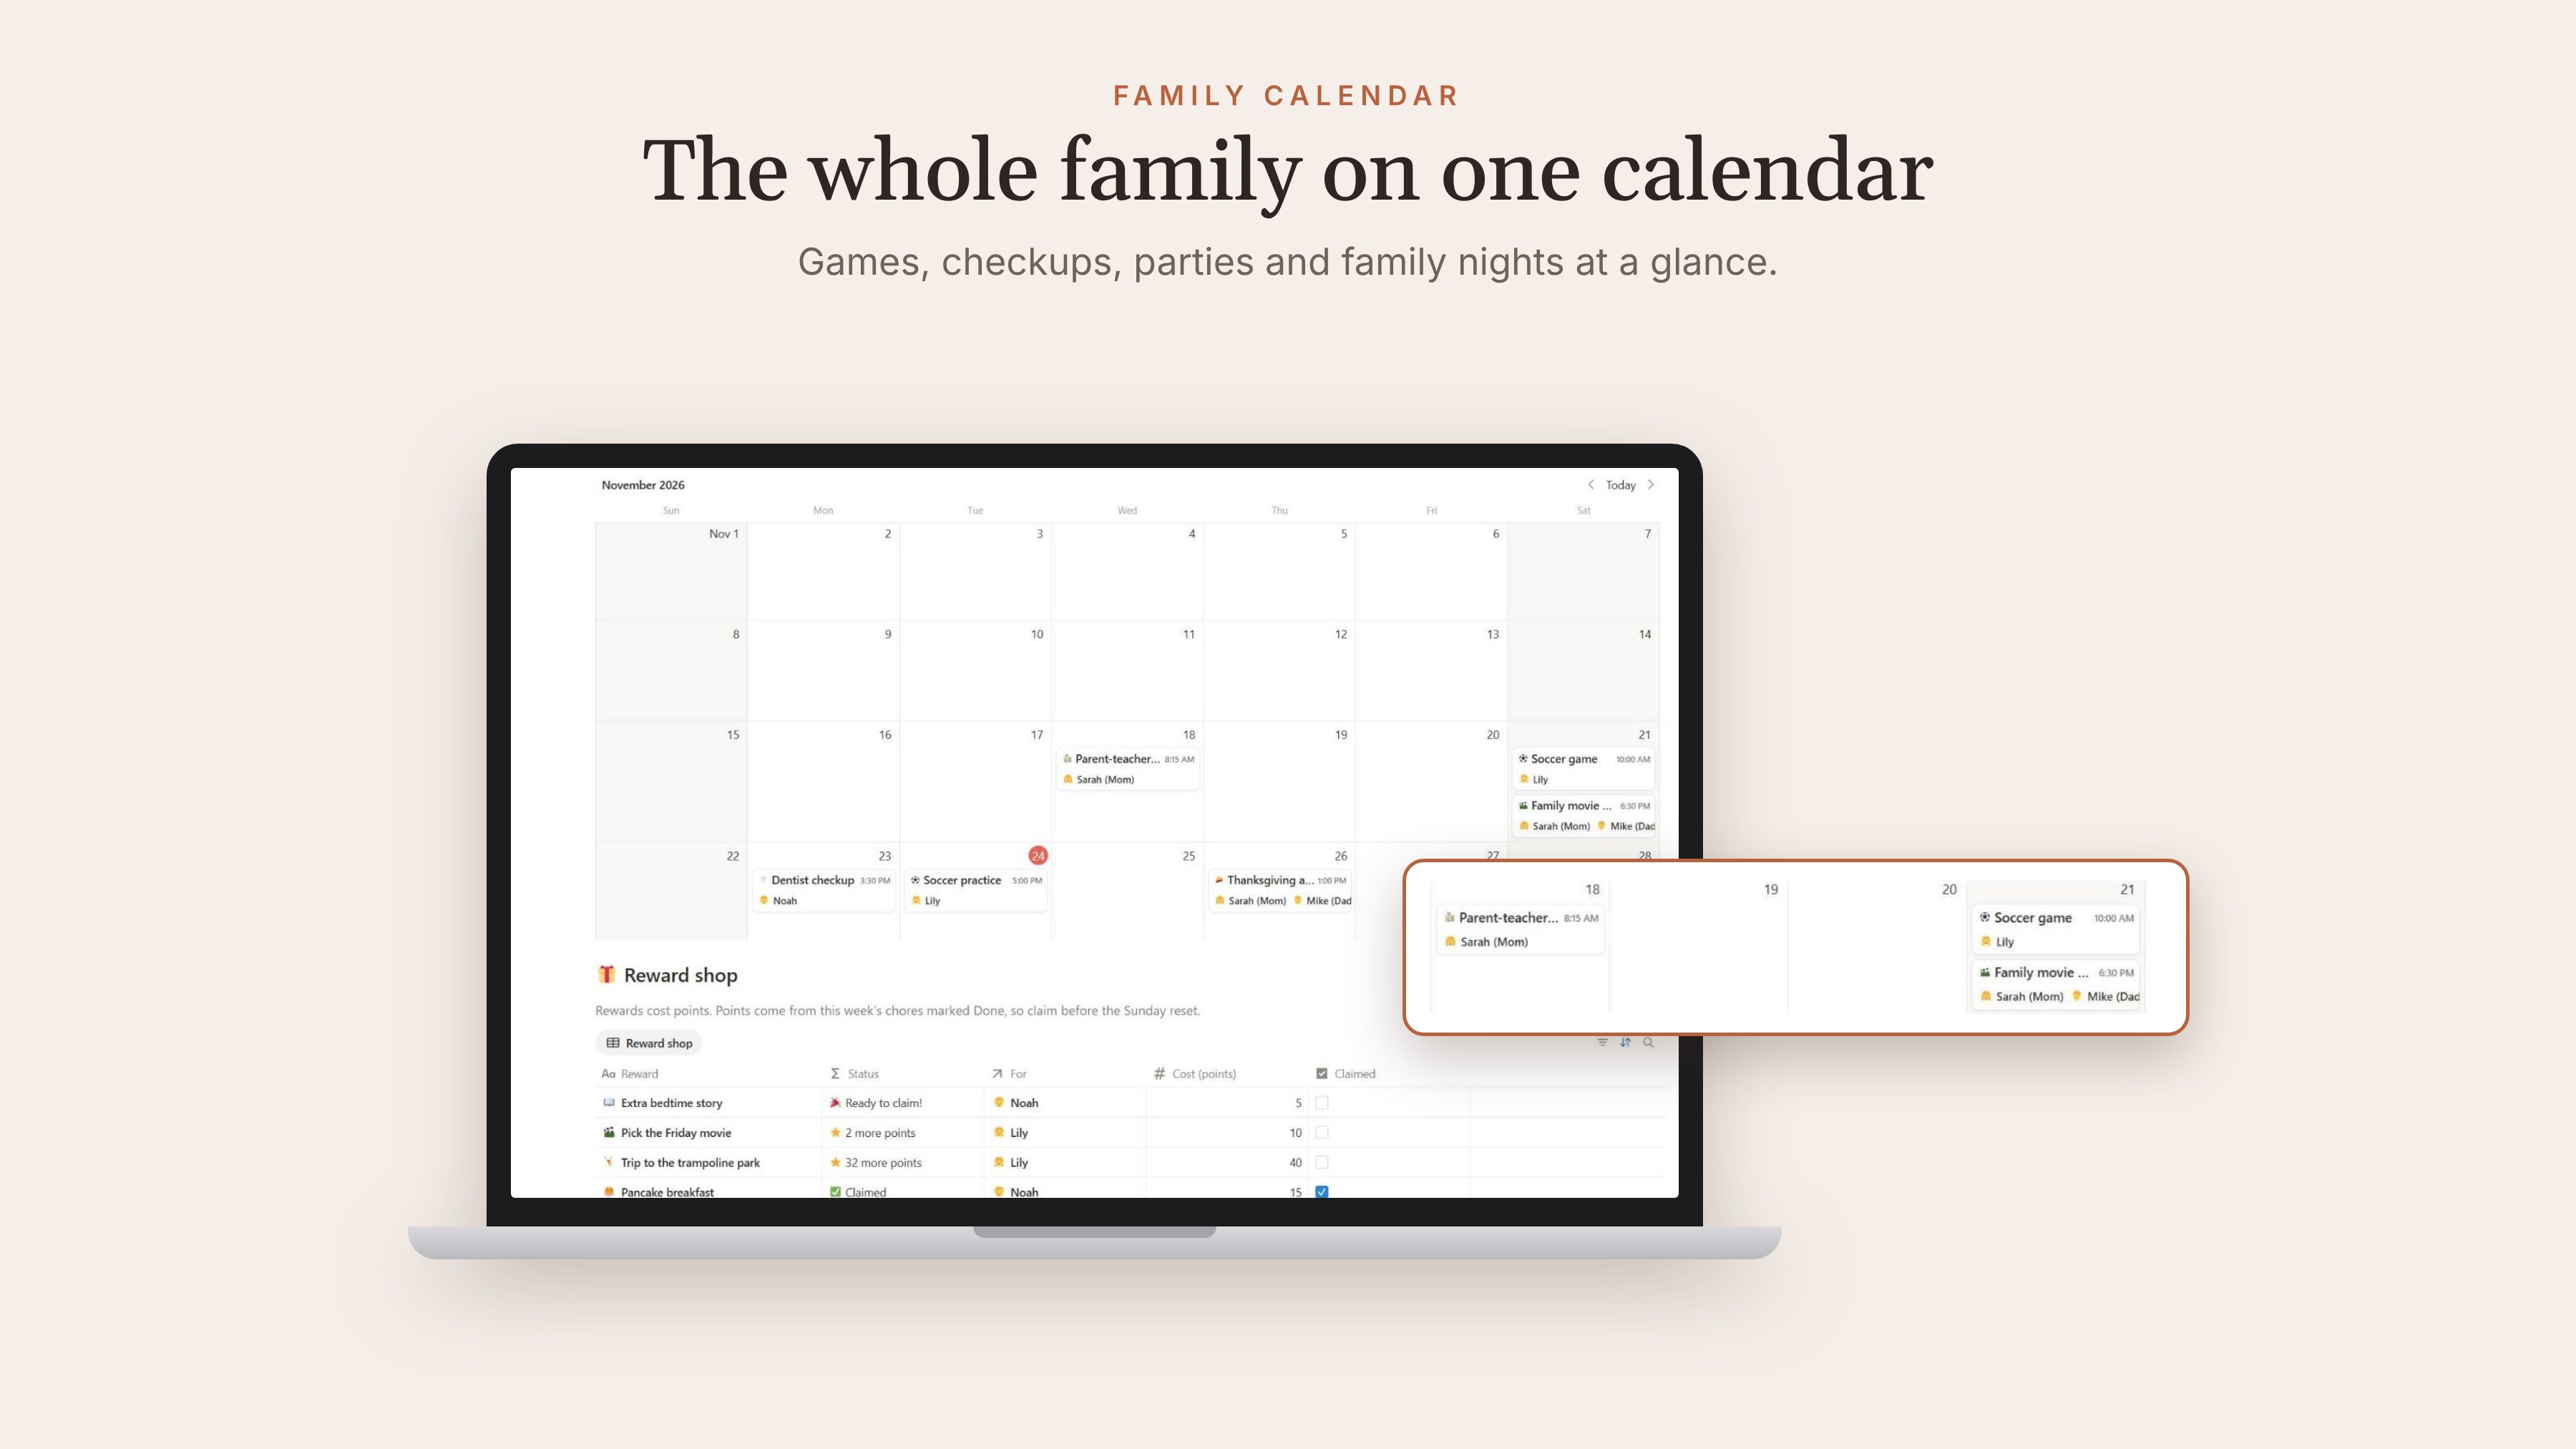 FAMILY CALENDAR
The whole family on one calendar
Games, checkups, parties and family nights at a glance.
November 2026
Today
Sun Mon Tue Wed Thu Fri Sat
Nov 1 2 3 4 5 6 7
8 9 10 11 12 13 14
15 16 17 18 19 20 21
Parent-teacher... 8:15 AM
Sarah (Mom)
Soccer game 10:00 AM
Lily
Family movie ... 6:30 PM
Sarah (Mom) Mike (Dad
22 23 24 25 26 27 28
Dentist checkup 3:30 PM
Noah
Soccer practice 5:00 PM
Lily
Thanksgiving a... 1:00 PM
Sarah (Mom) Mike (Dad
18 19 20 21
Parent-teacher... 8:15 AM
Sarah (Mom)
Soccer game 10:00 AM
Lily
Family movie ... 6:30 PM
Sarah (Mom) Mike (Dad
Reward shop
Rewards cost points. Points come from this week's chores marked Done, so claim before the Sunday reset.
Reward shop
Aa Reward Σ Status For # Cost (points) Claimed
Extra bedtime story Ready to claim! Noah 5
Pick the Friday movie 2 more points Lily 10
Trip to the trampoline park 32 more points Lily 40
Pancake breakfast Claimed Noah 15